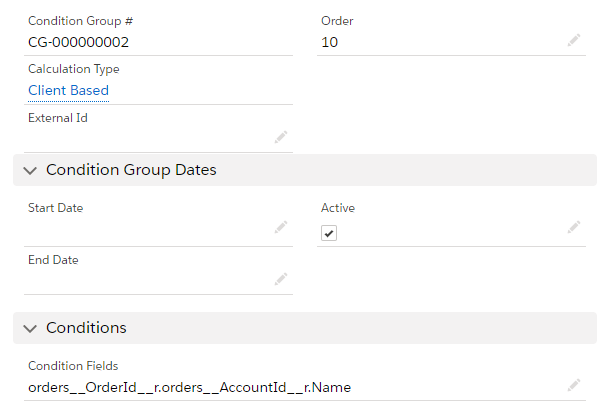 Condition Group #
CG-000000002
Order
10
Calculation Type
Client Based
External Id
Condition Group Dates
Start Date
Active
End Date
Conditions
Condition Fields
orders__OrderId__r.orders__AccountId__r.Name